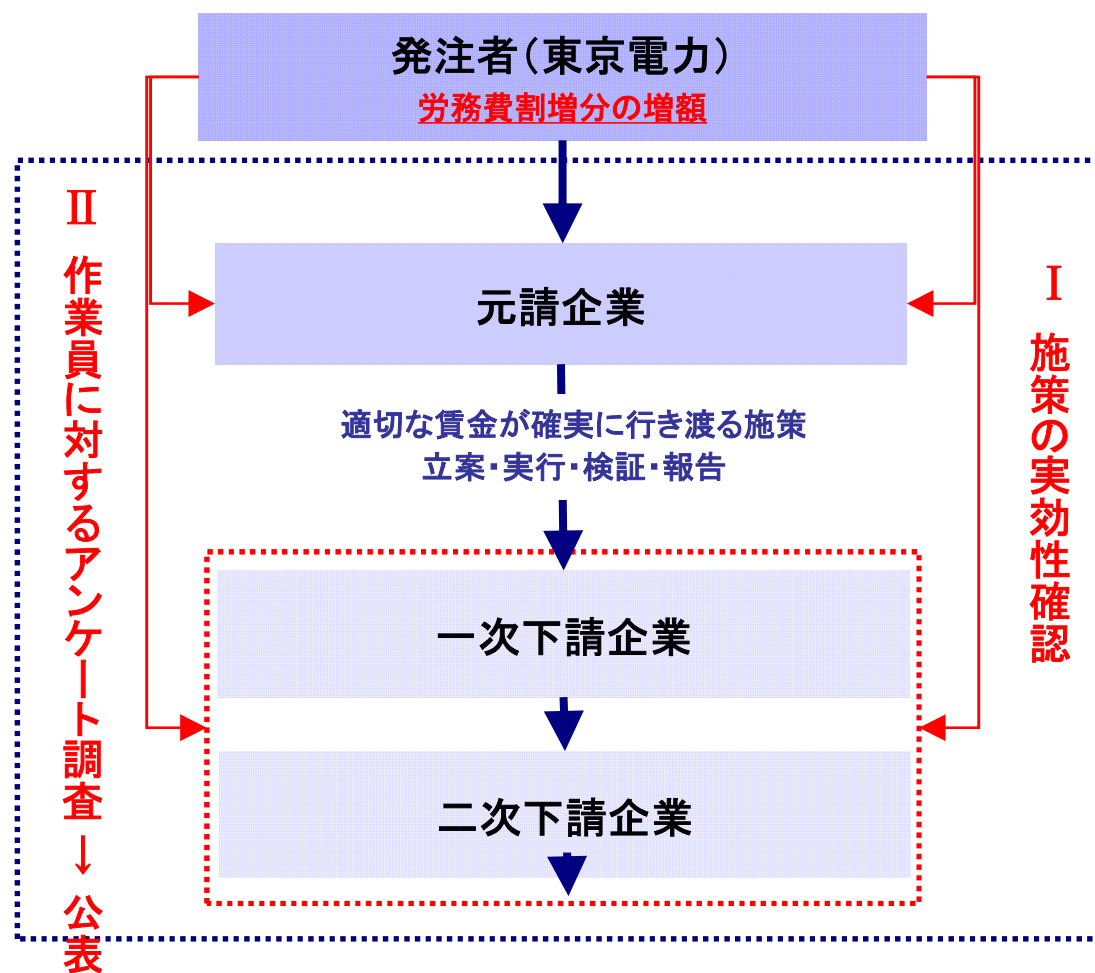 発注者（東京電力）
労務費割増分の増額
元請企業
適切な賃金が確実に行き渡る施策
立案・実行・検証・報告
一次下請企業
二次下請企業
Ⅱ 作業員に対するアンケート調査→公表
Ⅰ 施策の実効性確認